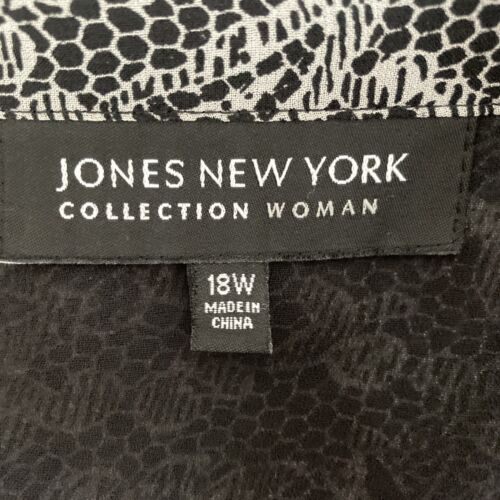 JONES NEW YORK
COLLECTION WOMAN
18W
MADE IN
CHINA